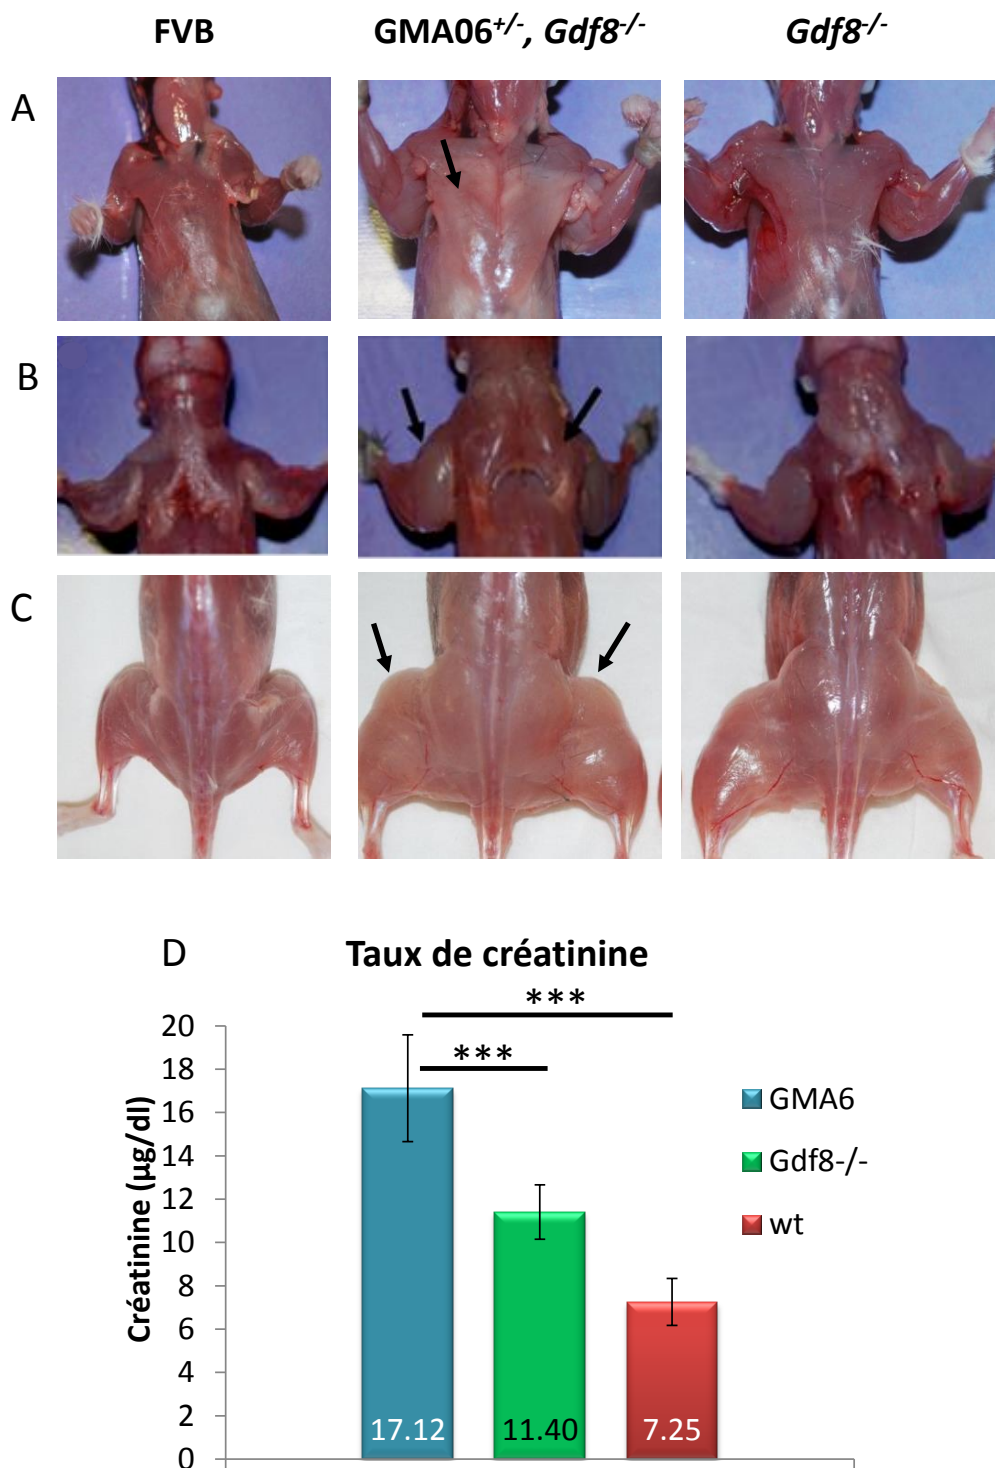 FVB GMA06+/-, Gdf8-/- Gdf8-/-
A
B
C
D Taux de créatinine
***
***
Créatinine (µg/dl)
20
18
16
14
12
10
8
6
4
2
0
17.12 11.40 7.25
GMA6
Gdf8-/-
wt